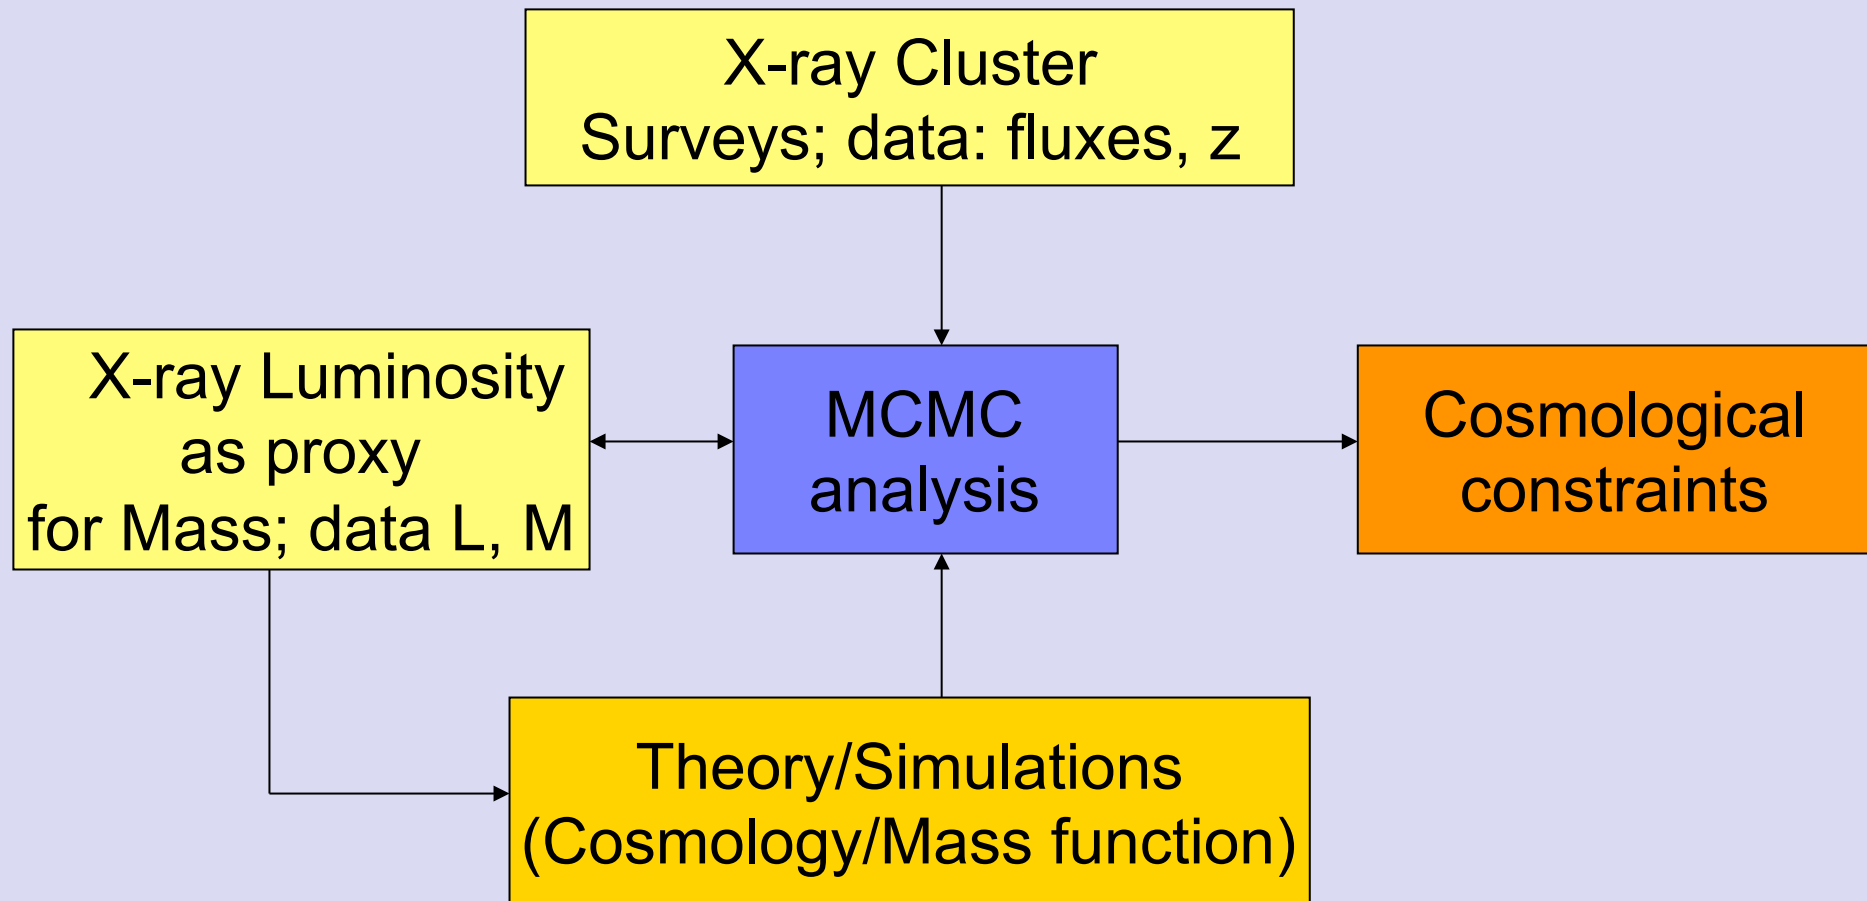 X-ray Cluster
Surveys; data: fluxes, z
X-ray Luminosity
as proxy
for Mass; data L, M
MCMC
analysis
Cosmological
constraints
Theory/Simulations
(Cosmology/Mass function)